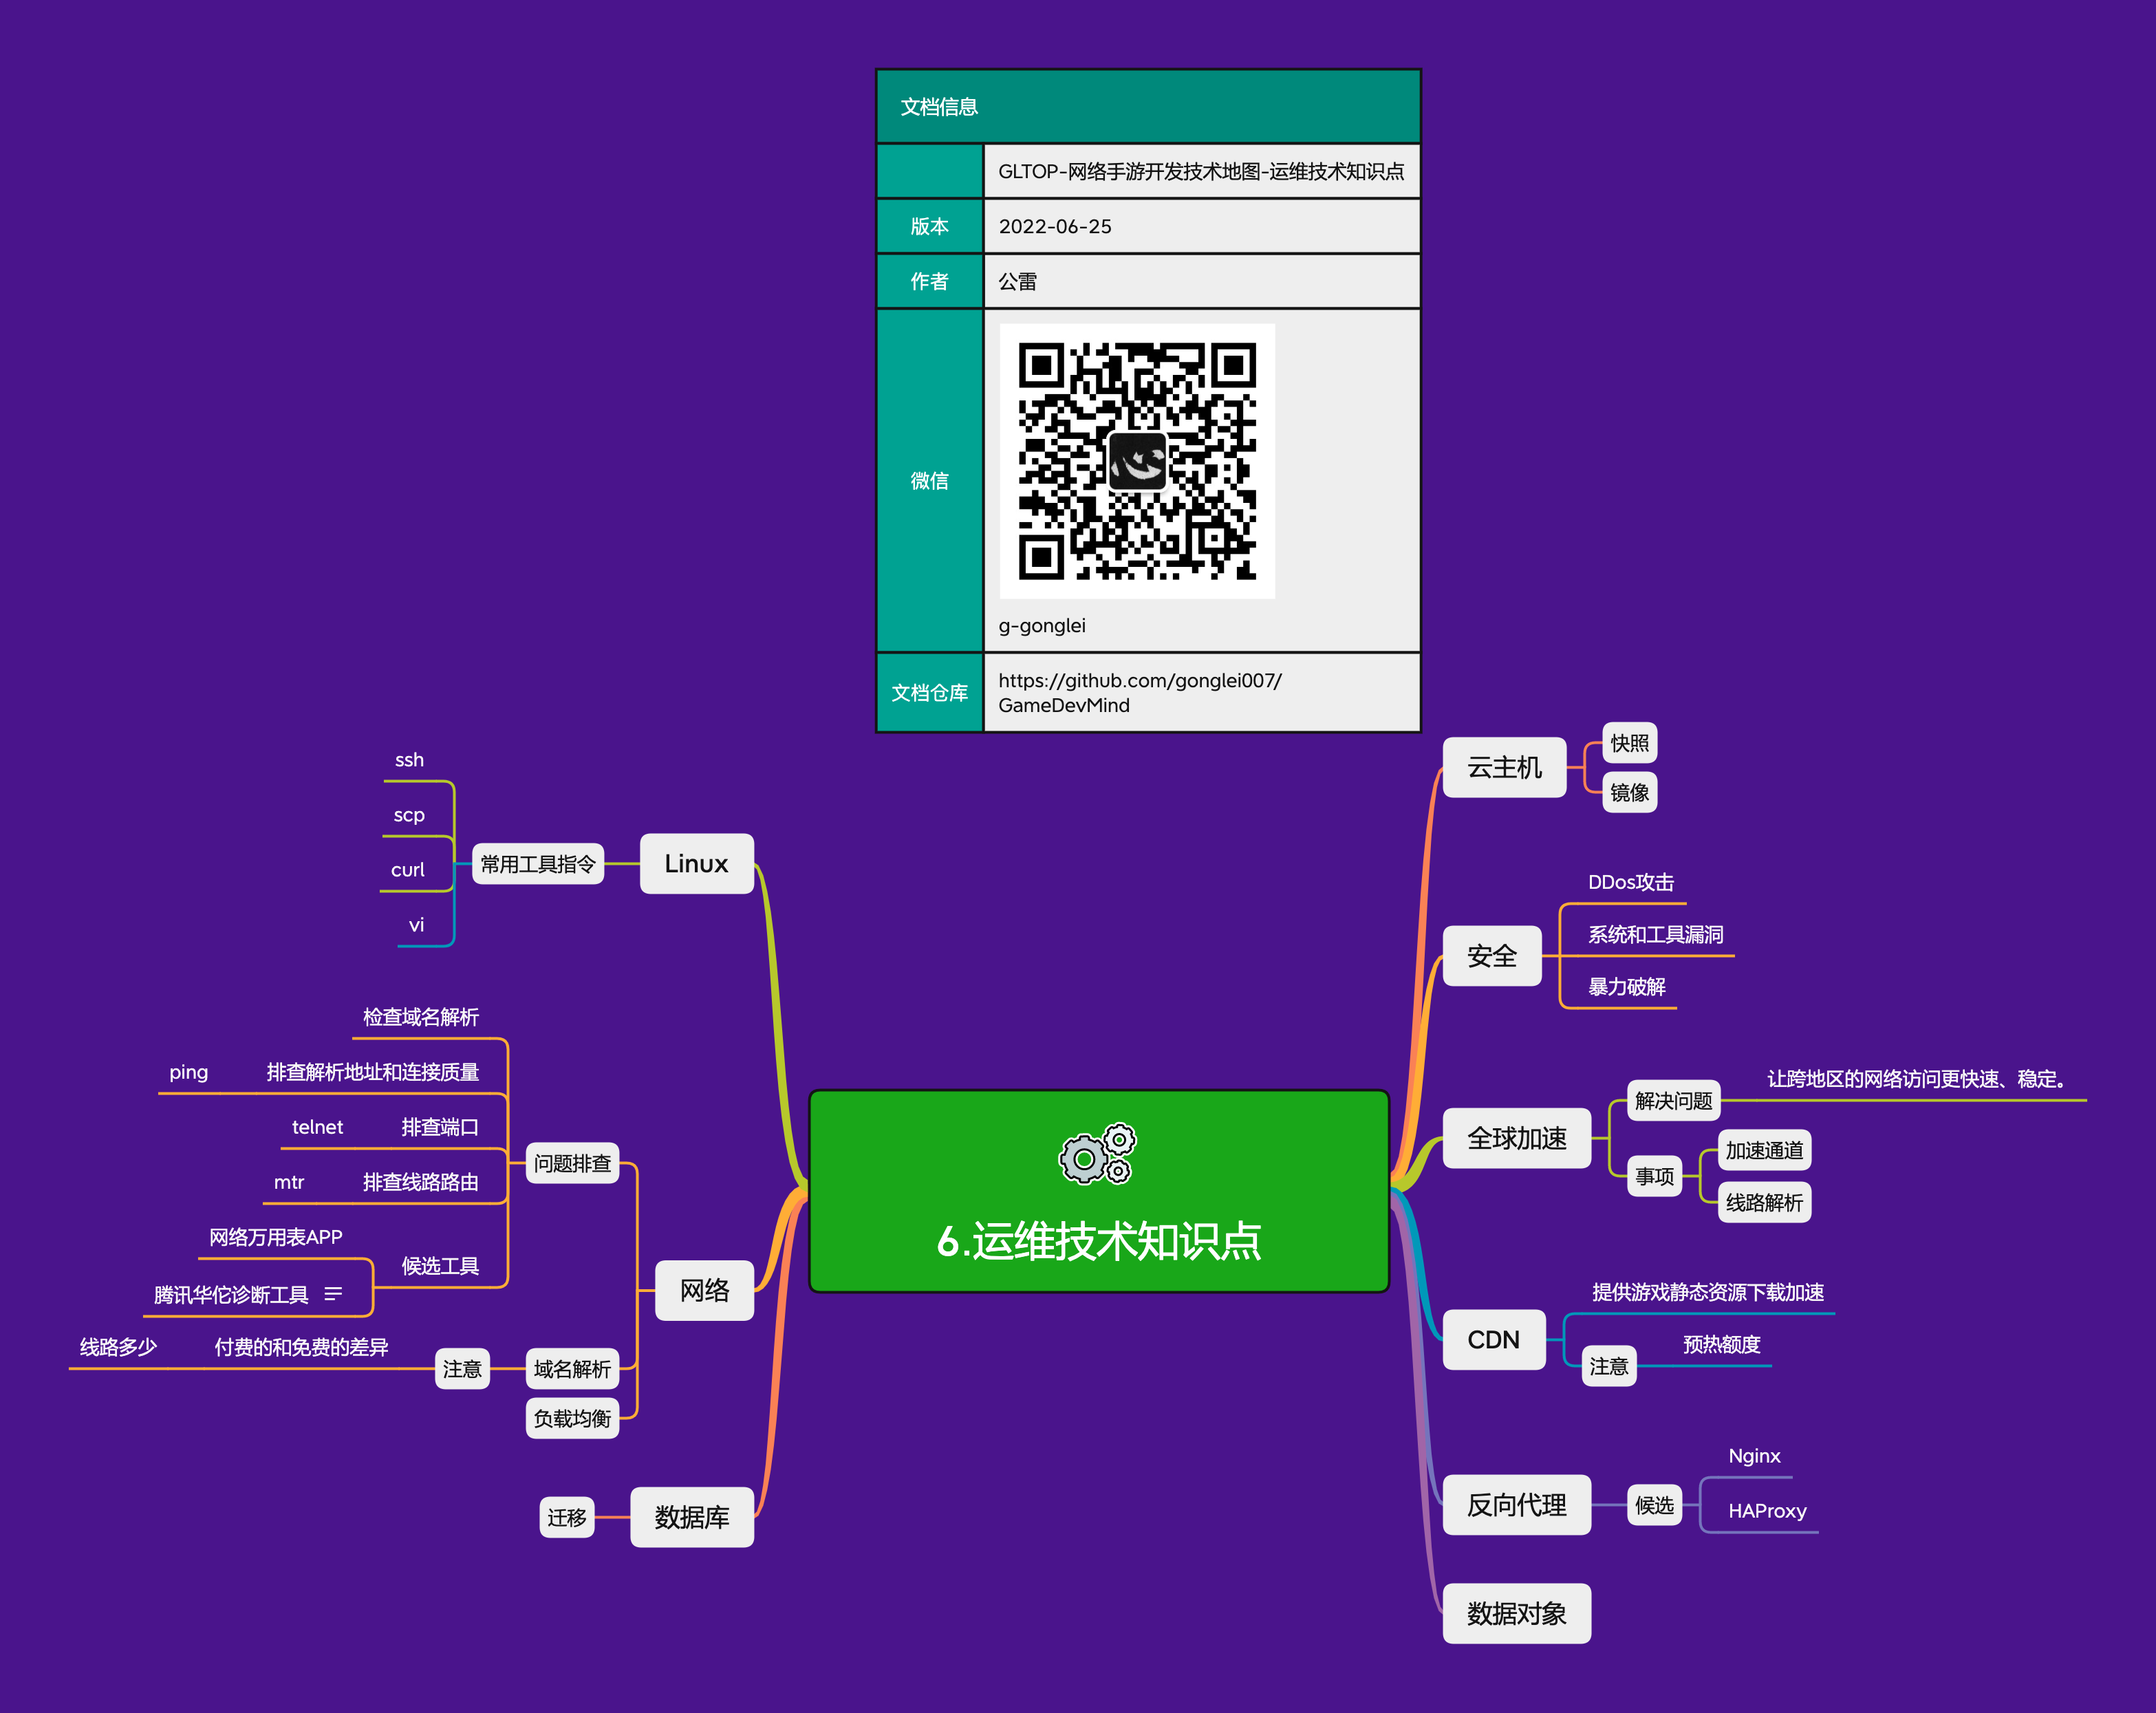 文档信息
GLTOP-网络手游开发技术地图-运维技术知识点
版本
2022-06-25
作者
公雷
微信
g-gonglei
文档仓库
https://github.com/gonglei007/
GameDevMind
6.运维技术知识点
云主机
快照
镜像
安全
DDos攻击
系统和工具漏洞
暴力破解
全球加速
解决问题
让跨地区的网络访问更快速、稳定。
事项
加速通道
线路解析
CDN
提供游戏静态资源下载加速
注意
预热额度
反向代理
候选
Nginx
HAProxy
数据对象
Linux
常用工具指令
ssh
scp
curl
vi
网络
问题排查
检查域名解析
排查解析地址和连接质量
ping
排查端口
telnet
排查线路路由
mtr
候选工具
网络万用表APP
腾讯华佗诊断工具
域名解析
注意
付费的和免费的差异
线路多少
负载均衡
数据库
迁移